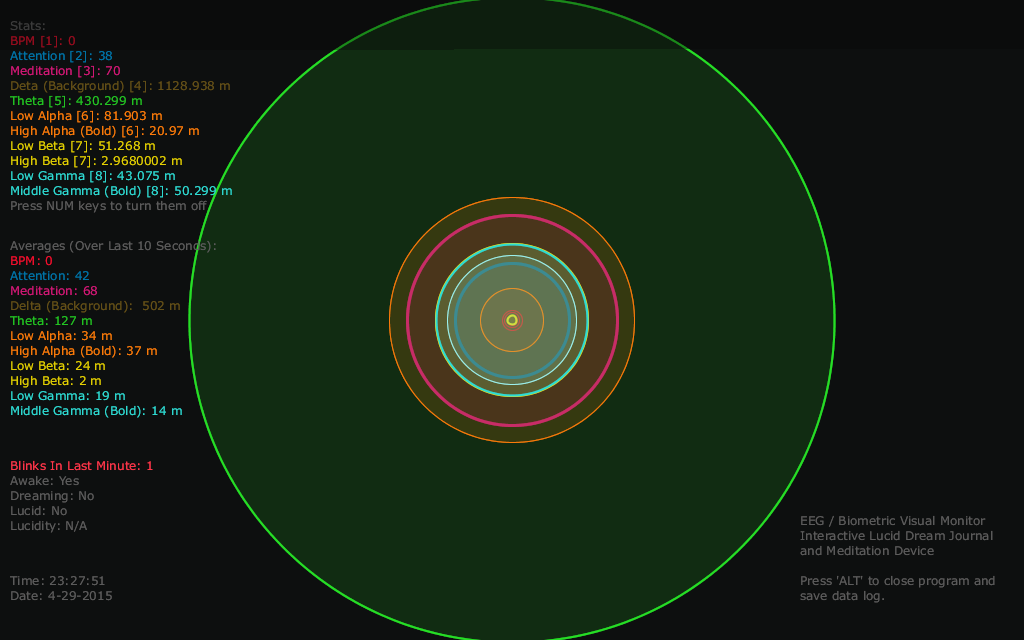 Stats:
BPM [1]: 0
Attention [2]: 38
Meditation [3]: 70
Deta (Background) [4]: 1128.938 m
Theta [5]: 430.299 m
Low Alpha [6]: 81.903 m
High Alpha (Bold) [6]: 20.97 m
Low Beta [7]: 51.268 m
High Beta [7]: 2.9680002 m
Low Gamma [8]: 43.075 m
Middle Gamma (Bold) [8]: 50.299 m
Press NUM keys to turn them off
Averages (Over Last 10 Seconds):
BPM: 0
Attention: 42
Meditation: 68
Delta (Background): 502 m
Theta: 127 m
Low Alpha: 34 m
High Alpha (Bold): 37 m
Low Beta: 24 m
High Beta: 2 m
Low Gamma: 19 m
Middle Gamma (Bold): 14 m
Blinks In Last Minute: 1
Awake: Yes
Dreaming: No
Lucid: No
Lucidity: N/A
Time: 23:27:51
Date: 4-29-2015
EEG / Biometric Visual Monitor
Interactive Lucid Dream Journal
and Meditation Device
Press 'ALT' to close program and
save data log.